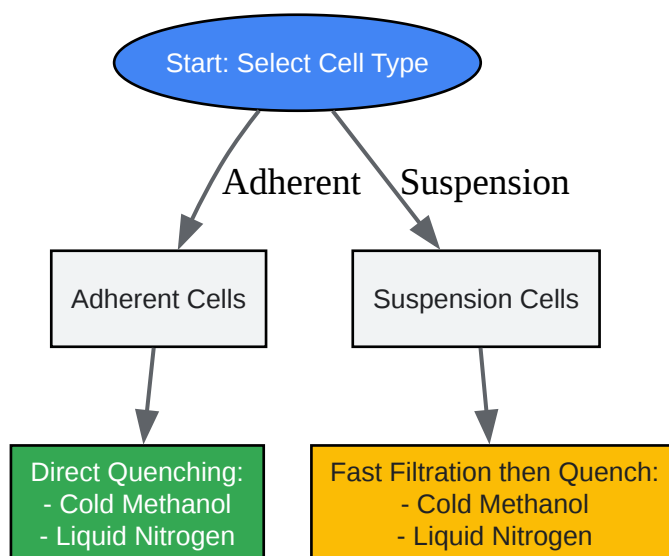 Start: Select Cell Type
Adherent
Suspension
Adherent Cells
Suspension Cells
Direct Quenching:
- Cold Methanol
- Liquid Nitrogen
Fast Filtration then Quench:
- Cold Methanol
- Liquid Nitrogen